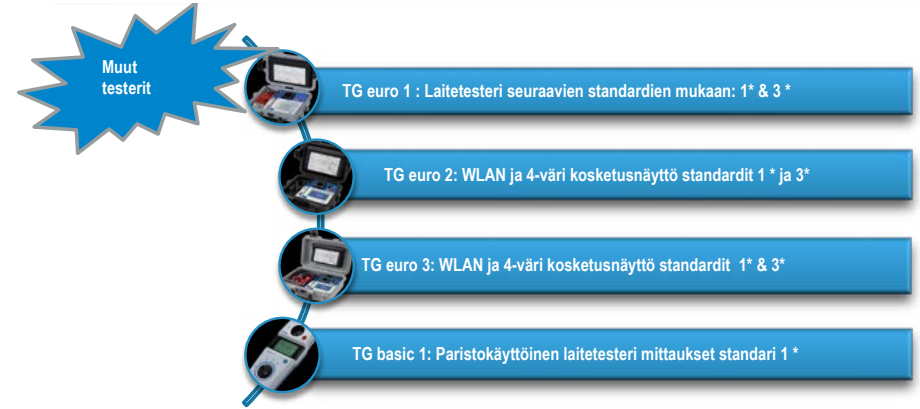 Muut
testerit
TG euro 1 : Laitetesteri seuraavien standardien mukaan: 1* & 3 *
TG euro 2: WLAN ja 4-väri kosketusnäyttö standardit 1 * ja 3*
TG euro 3: WLAN ja 4-väri kosketusnäyttö standardit 1* & 3*
TG basic 1: Paristokäyttöinen laitetesteri mittaukset standari 1 *